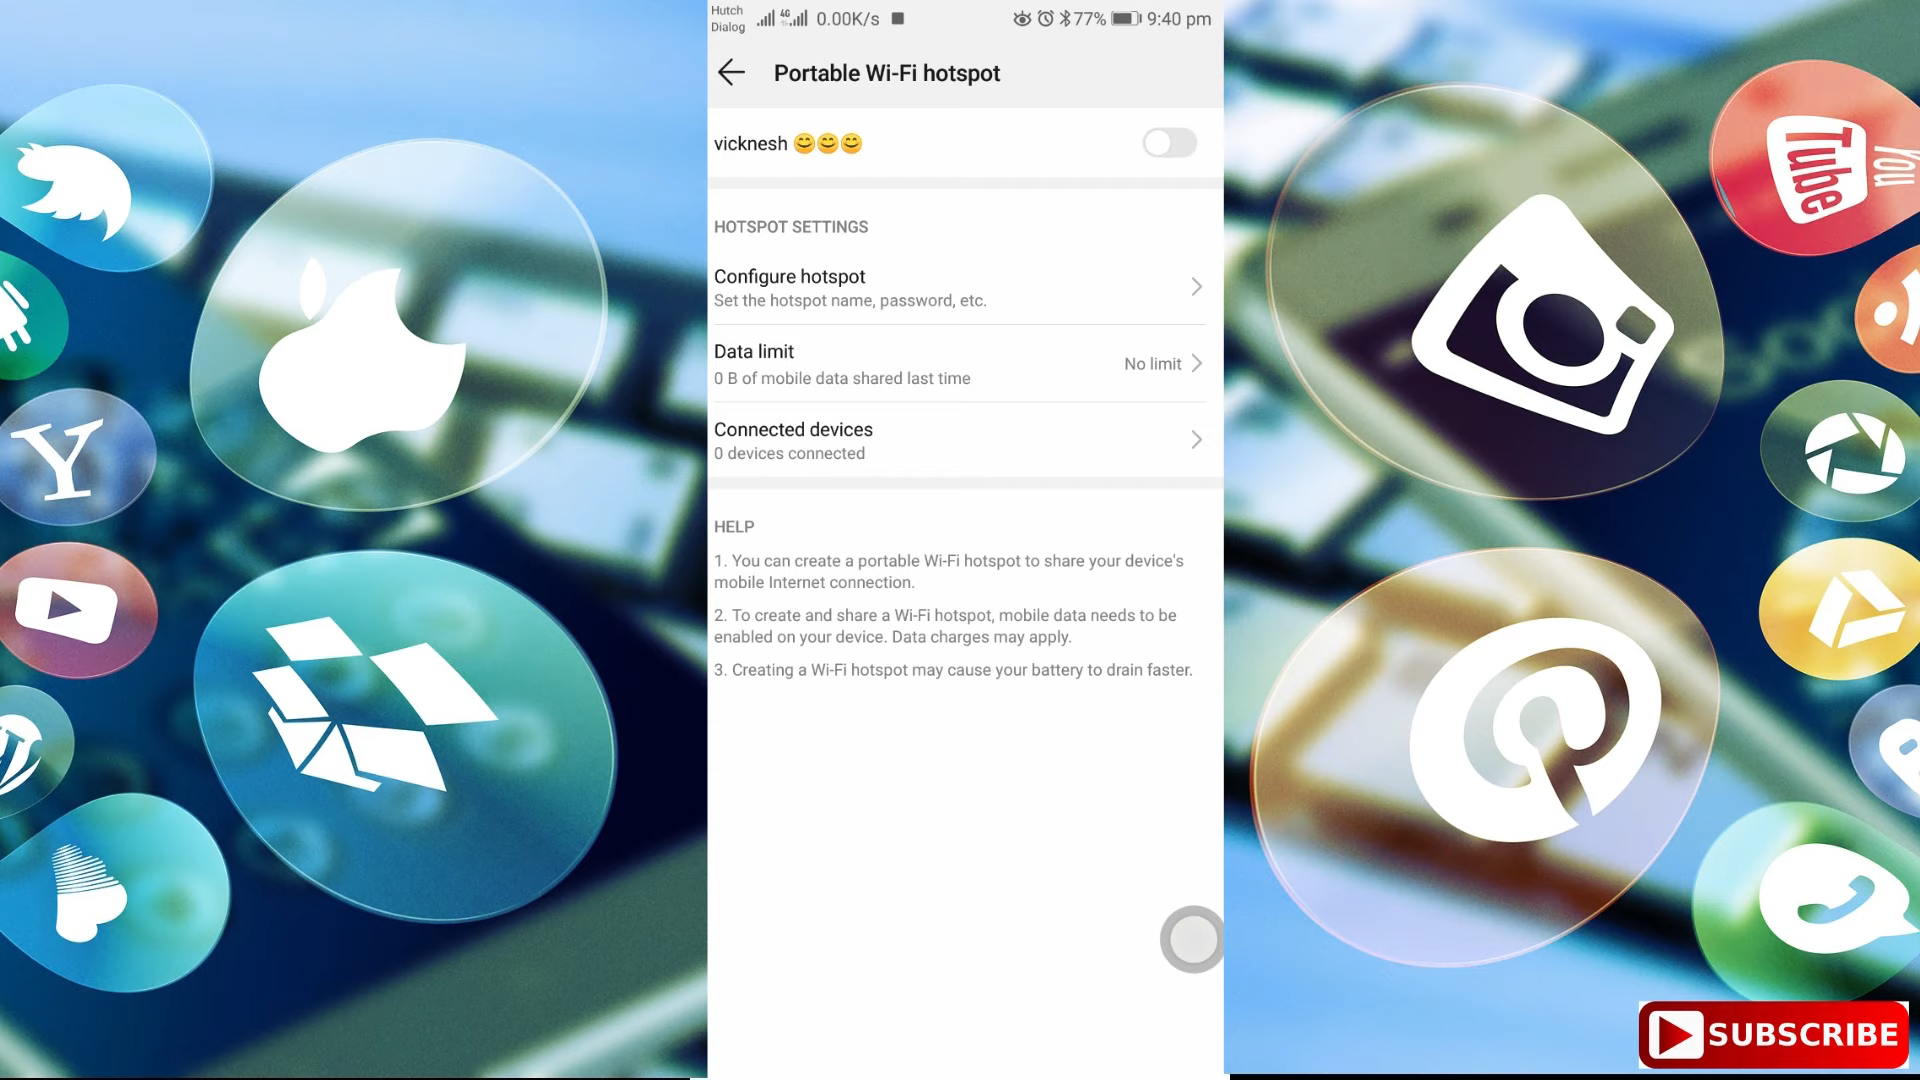 Hutch
Dialog
4G
0.00K/s
77%
9:40 pm
Portable Wi-Fi hotspot
vicknesh 😊😊😊
HOTSPOT SETTINGS
Configure hotspot
Set the hotspot name, password, etc.
Data limit
0 B of mobile data shared last time
No limit
Connected devices
0 devices connected
HELP
1. You can create a portable Wi-Fi hotspot to share your device's
mobile Internet connection.
2. To create and share a Wi-Fi hotspot, mobile data needs to be
enabled on your device. Data charges may apply.
3. Creating a Wi-Fi hotspot may cause your battery to drain faster.
You
Tube
Y
SUBSCRIBE